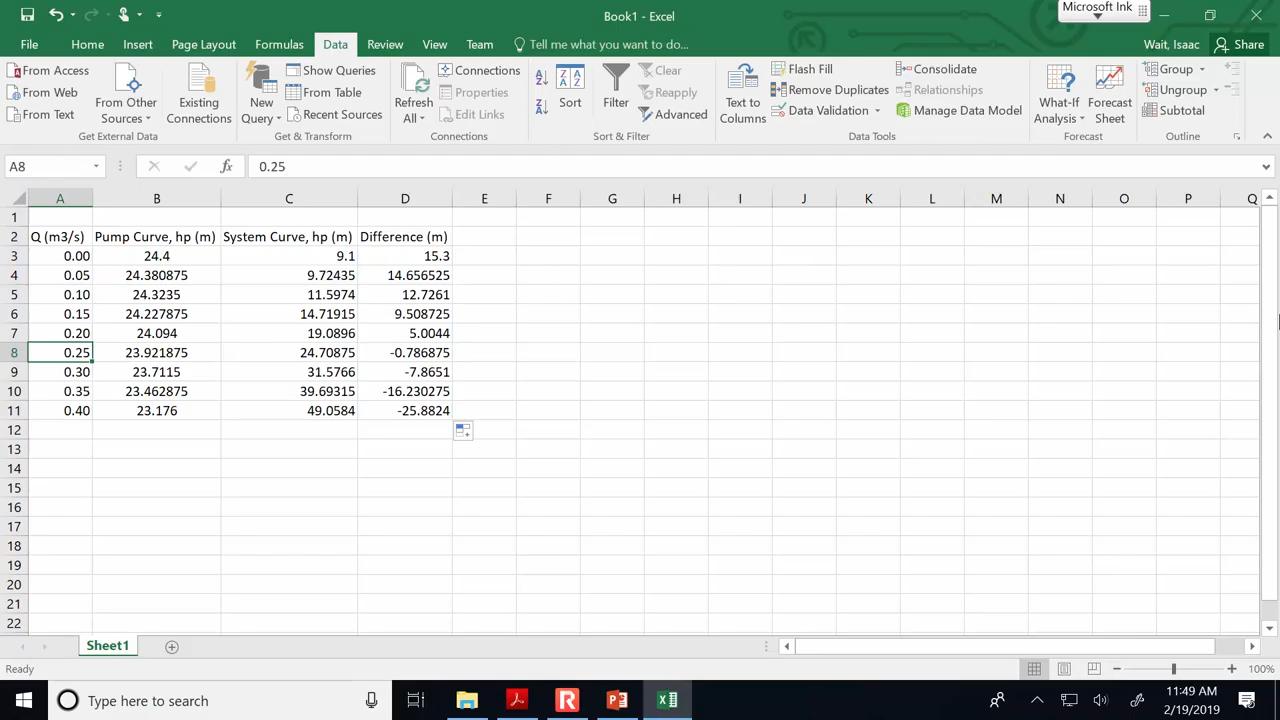 Book1 - Excel
Microsoft Ink
File Home Insert Page Layout Formulas Data Review View Team Tell me what you want to do... Wait, Isaac Share
From Access
From Web
From Text
From Other Sources
Existing Connections
Get External Data
New Query
Show Queries
From Table
Recent Sources
Get & Transform
Refresh All
Connections
Properties
Edit Links
Connections
Sort
Filter
Clear
Reapply
Advanced
Sort & Filter
Text to Columns
Flash Fill
Remove Duplicates
Data Validation
Consolidate
Relationships
Manage Data Model
Data Tools
What-If Analysis
Forecast Sheet
Forecast
Group
Ungroup
Subtotal
Outline
A8 fx 0.25
A B C D E F G H I J K L M N O P Q
1
2 Q (m3/s) Pump Curve, hp (m) System Curve, hp (m) Difference (m)
3 0.00 24.4 9.1 15.3
4 0.05 24.380875 9.72435 14.656525
5 0.10 24.3235 11.5974 12.7261
6 0.15 24.227875 14.71915 9.508725
7 0.20 24.094 19.0896 5.0044
8 0.25 23.921875 24.70875 -0.786875
9 0.30 23.7115 31.5766 -7.8651
10 0.35 23.462875 39.69315 -16.230275
11 0.40 23.176 49.0584 -25.8824
12
13
14
15
16
17
18
19
20
21
22
Sheet1
Ready 100%
Type here to search
11:49 AM
2/19/2019